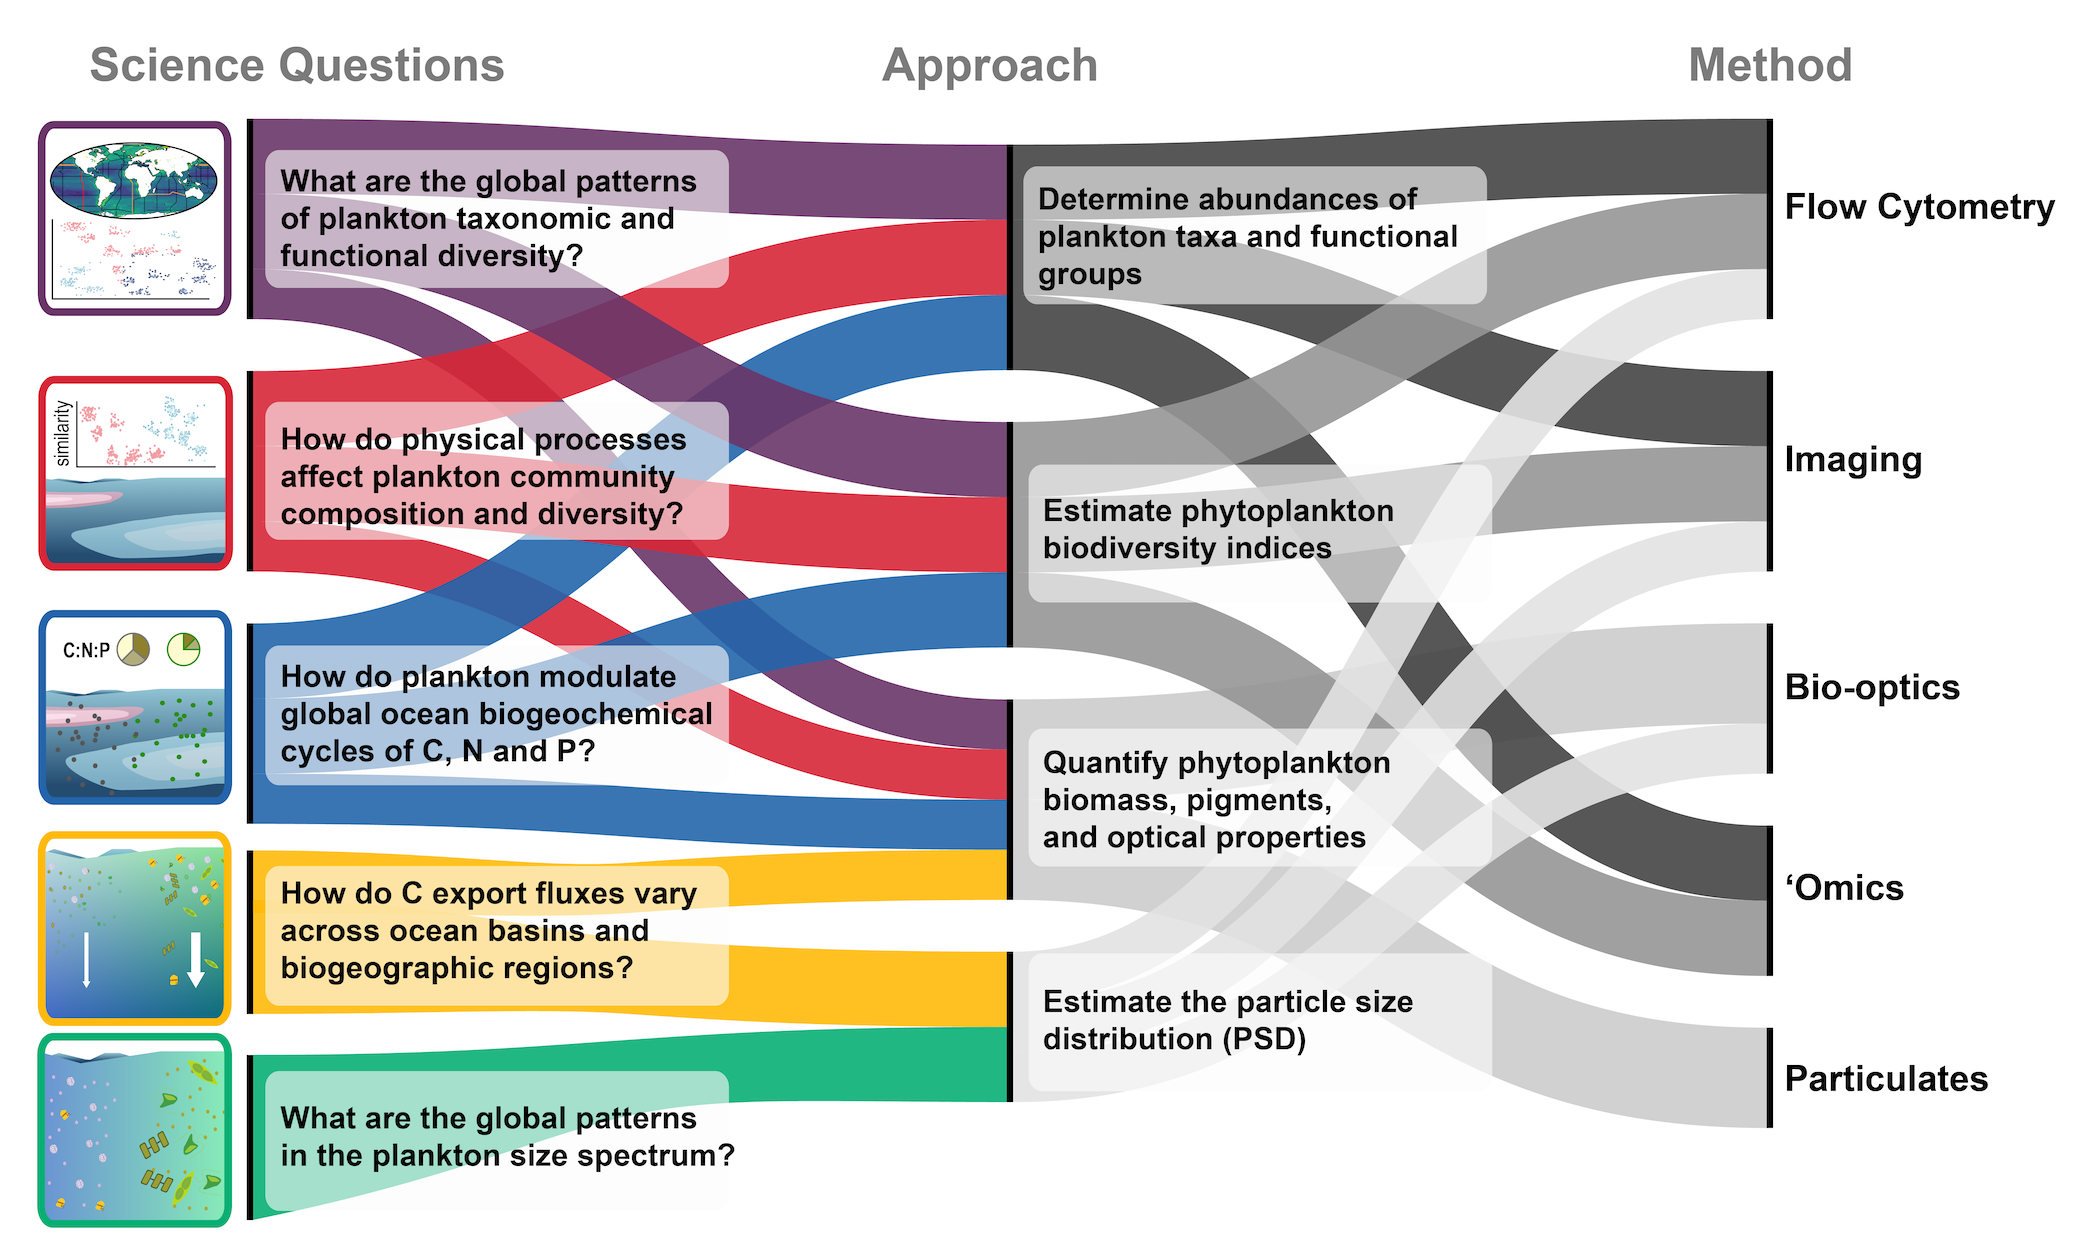 Science Questions
Approach
Method
What are the global patterns
of plankton taxonomic and
functional diversity?
similarity
How do physical processes
affect plankton community
composition and diversity?
C:N:P
How do plankton modulate
global ocean biogeochemical
cycles of C, N and P?
How do C export fluxes vary
across ocean basins and
biogeographic regions?
What are the global patterns
in the plankton size spectrum?
Determine abundances of
plankton taxa and functional
groups
Estimate phytoplankton
biodiversity indices
Quantify phytoplankton
biomass, pigments,
and optical properties
Estimate the particle size
distribution (PSD)
Flow Cytometry
Imaging
Bio-optics
‘Omics
Particulates